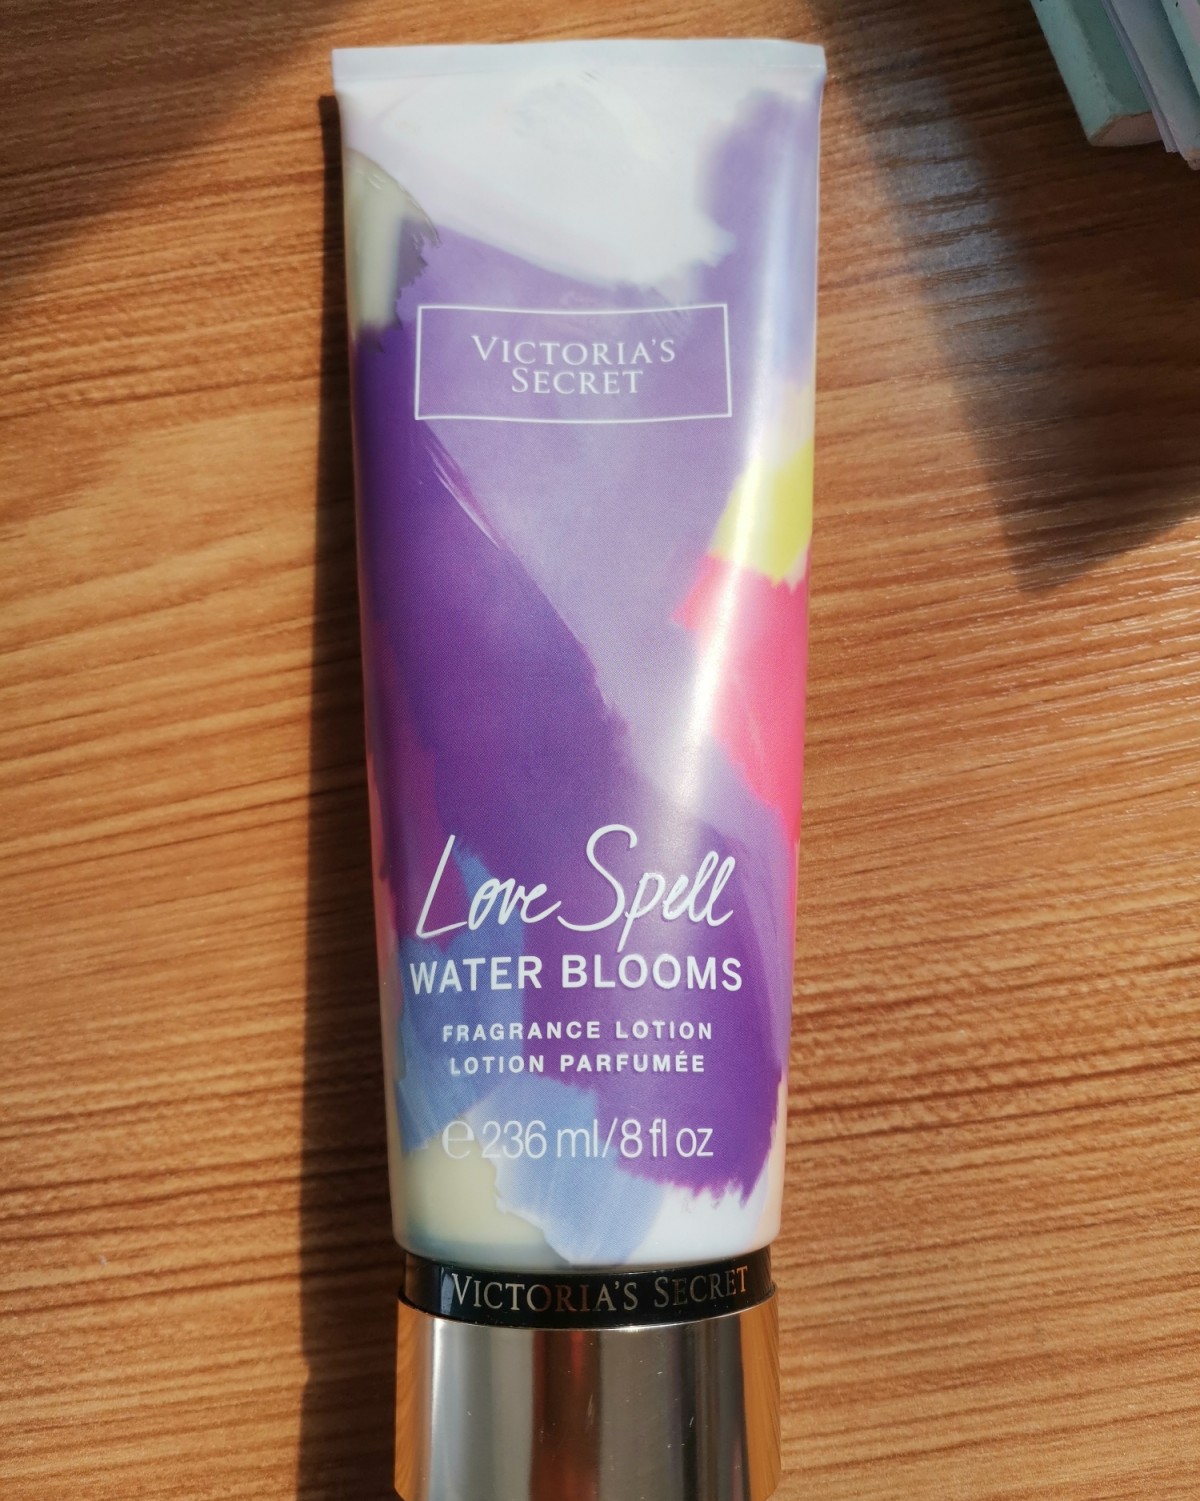 VICTORIA'S
SECRET
Love Spell
WATER BLOOMS
FRAGRANCE LOTION
LOTION PARFUMÉE
℮ 236 ml/8 fl oz
VICTORIA'S SECRET